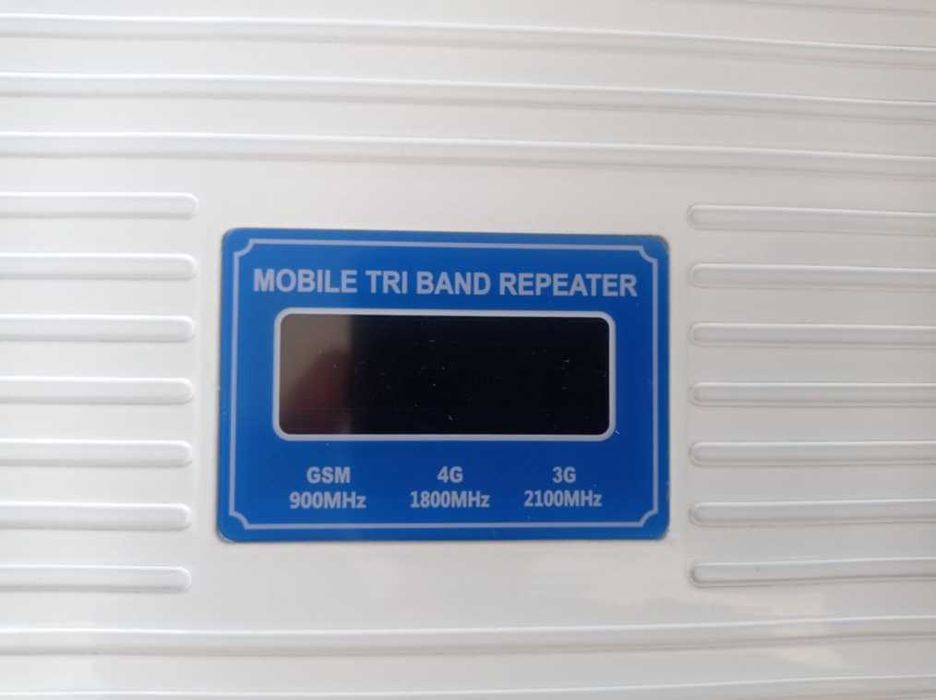 MOBILE TRI BAND REPEATER
GSM 4G 3G
900MHz 1800MHz 2100MHz